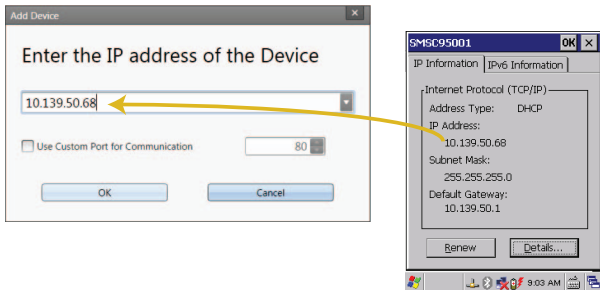 Add Device
Enter the IP address of the Device
10.139.50.68
Use Custom Port for Communication
80
OK
Cancel
SMSC95001
OK
IP Information
IPv6 Information
Internet Protocol (TCP/IP)
Address Type: DHCP
IP Address:
10.139.50.68
Subnet Mask:
255.255.255.0
Default Gateway:
10.139.50.1
Renew
Details...
9:03 AM